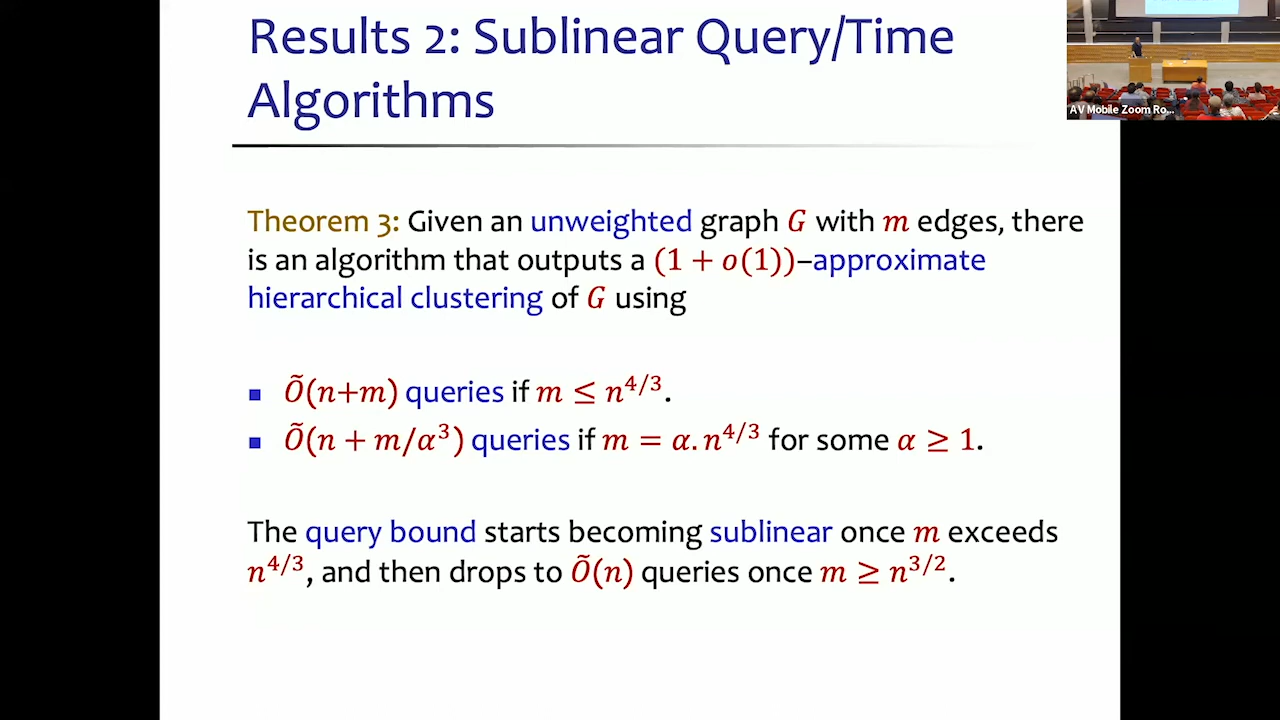 Results 2: Sublinear Query/Time
Algorithms
AV Mobile Zoom Ro...
Theorem 3: Given an unweighted graph G with m edges, there
is an algorithm that outputs a (1 + o(1))–approximate
hierarchical clustering of G using
▪ Õ(n+m) queries if m ≤ n^{4/3}.
▪ Õ(n + m/α³) queries if m = α. n^{4/3} for some α ≥ 1.
The query bound starts becoming sublinear once m exceeds
n^{4/3}, and then drops to Õ(n) queries once m ≥ n^{3/2}.